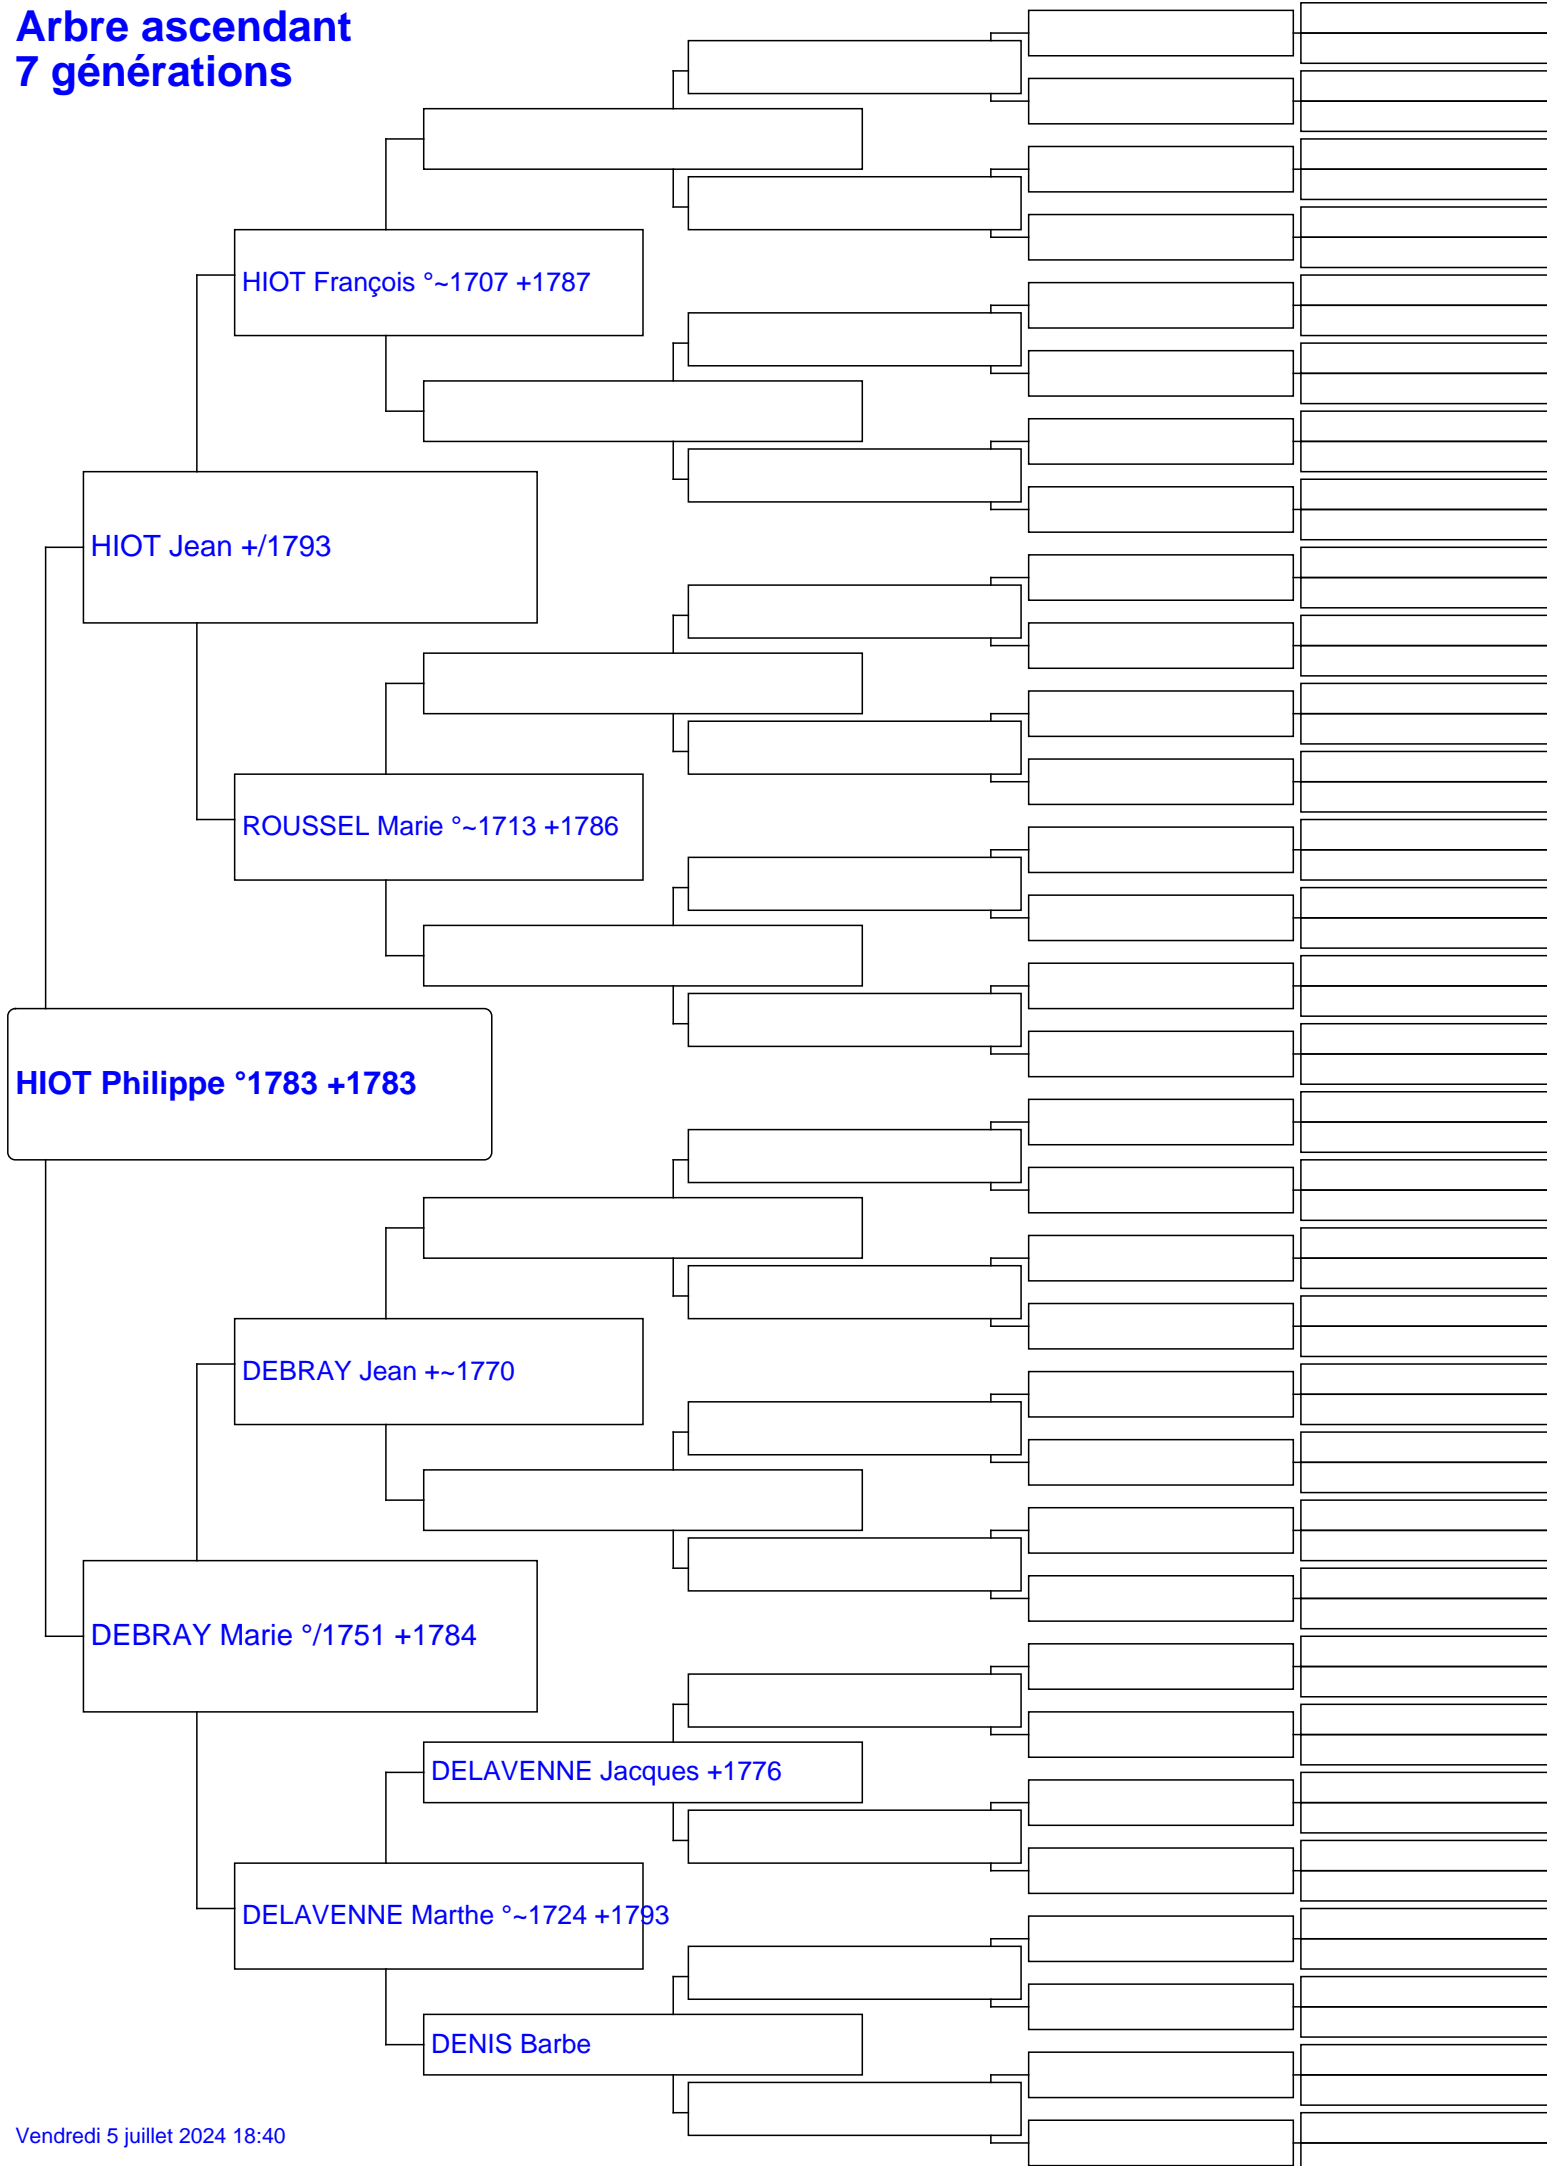 Arbre ascendant
7 générations
HIOT François °~1707 +1787
HIOT Jean +/1793
ROUSSEL Marie °~1713 +1786
HIOT Philippe °1783 +1783
DEBRAY Jean +~1770
DEBRAY Marie °/1751 +1784
DELAVENNE Jacques +1776
DELAVENNE Marthe °~1724 +1793
DENIS Barbe
Vendredi 5 juillet 2024 18:40